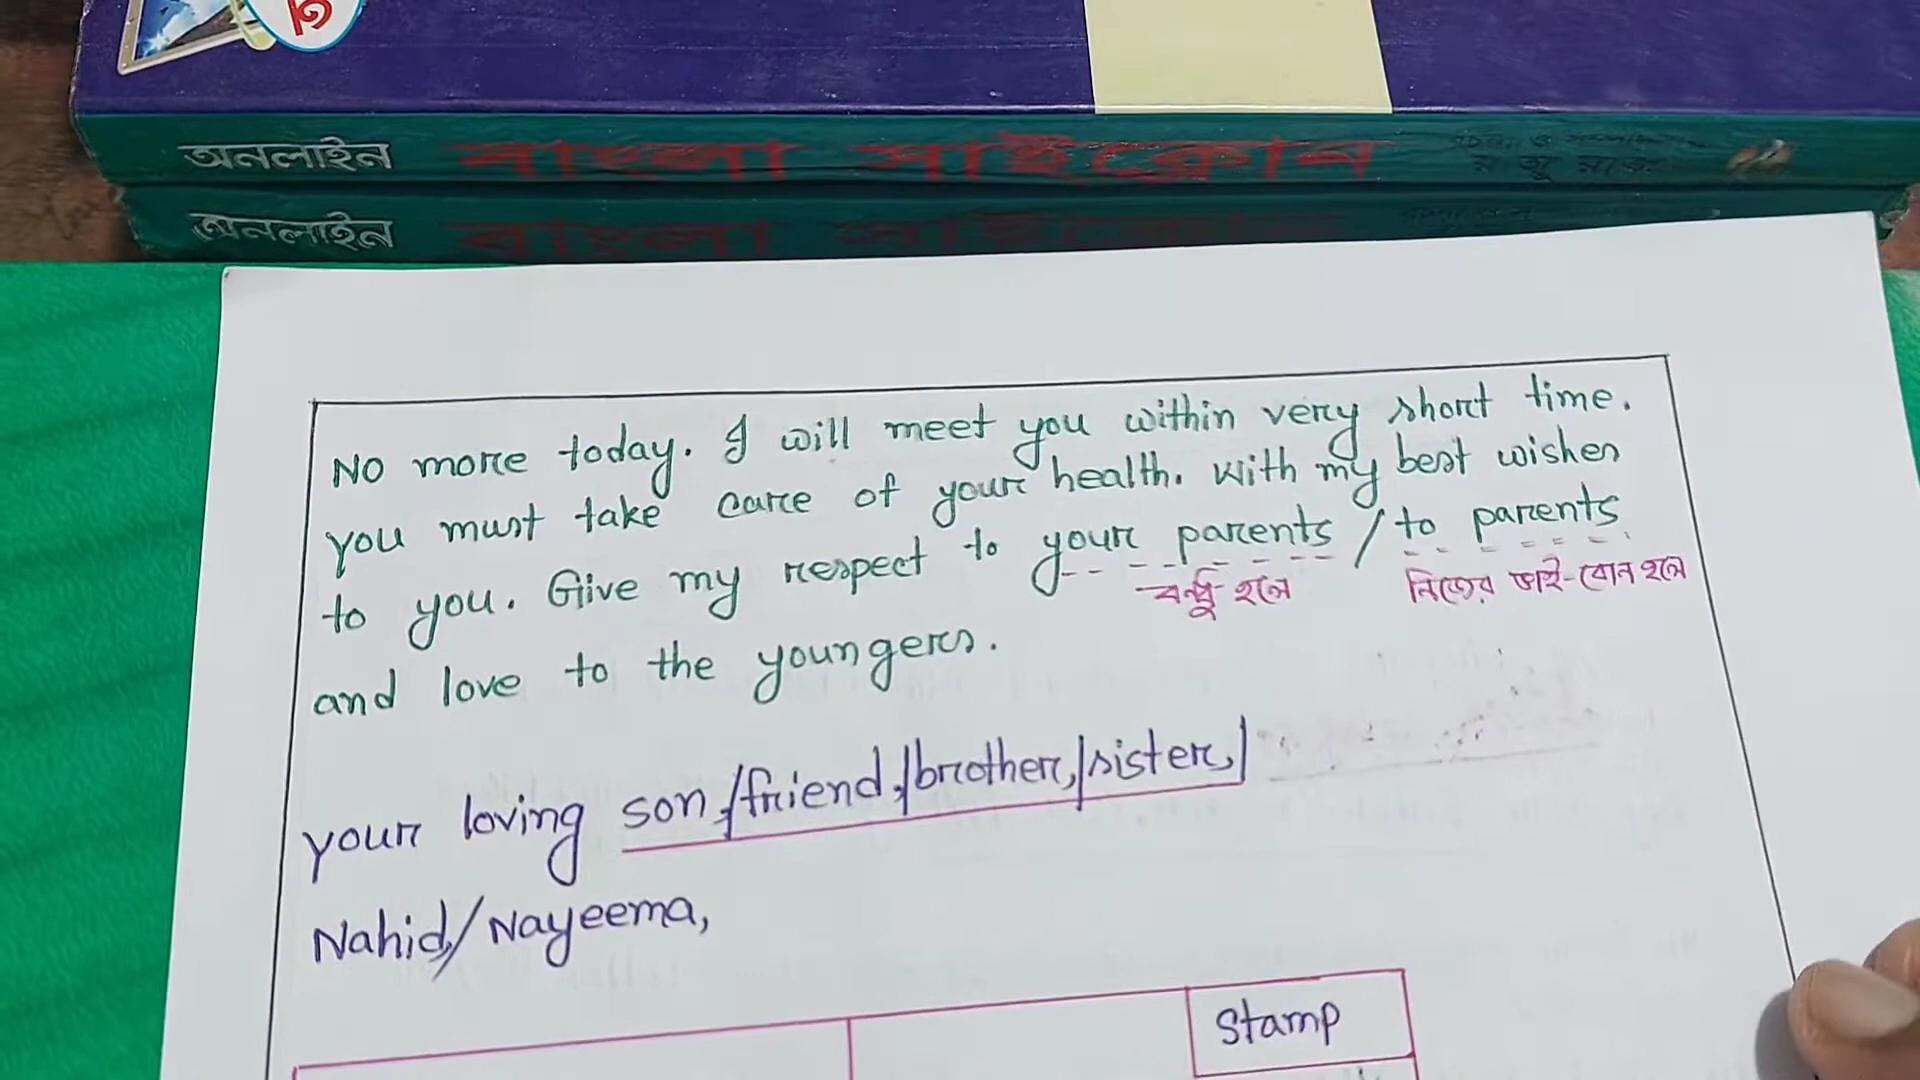 অনলাইন বাংলা সাইক্লোন
অনলাইন বাংলা সাইক্লোন
No more today. I will meet you within very short time.
you must take care of your health. With my best wishes
to you. Give my respect to your parents / to parents
বন্ধু হলে নিজের ভাই-বোন হলে
and love to the youngers.
your loving son,/friend,/brother,/sister,/
Nahid/Nayeema,
Stamp